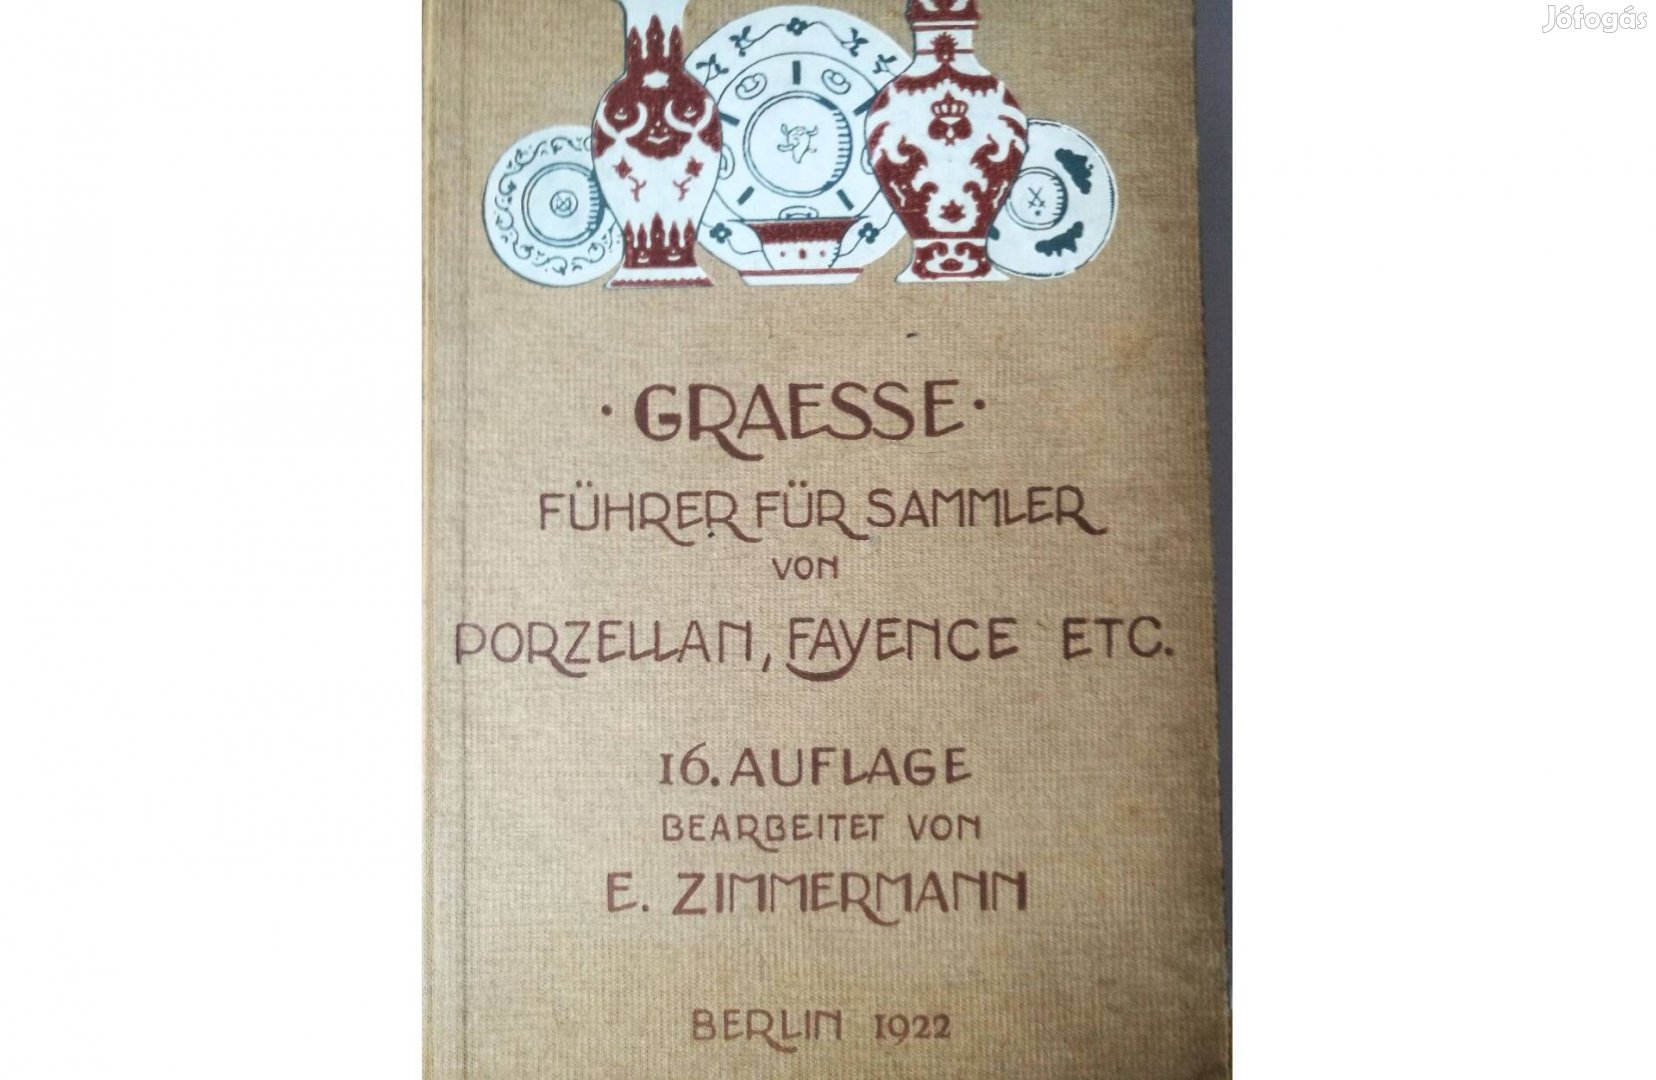 Jófogás
· GRAESSE ·
FÜHRER FÜR SAMMLER
VON
PORZELLAN, FAYENCE ETC.
16. AUFLAGE
BEARBEITET VON
E. ZIMMERMANN
BERLIN 1922